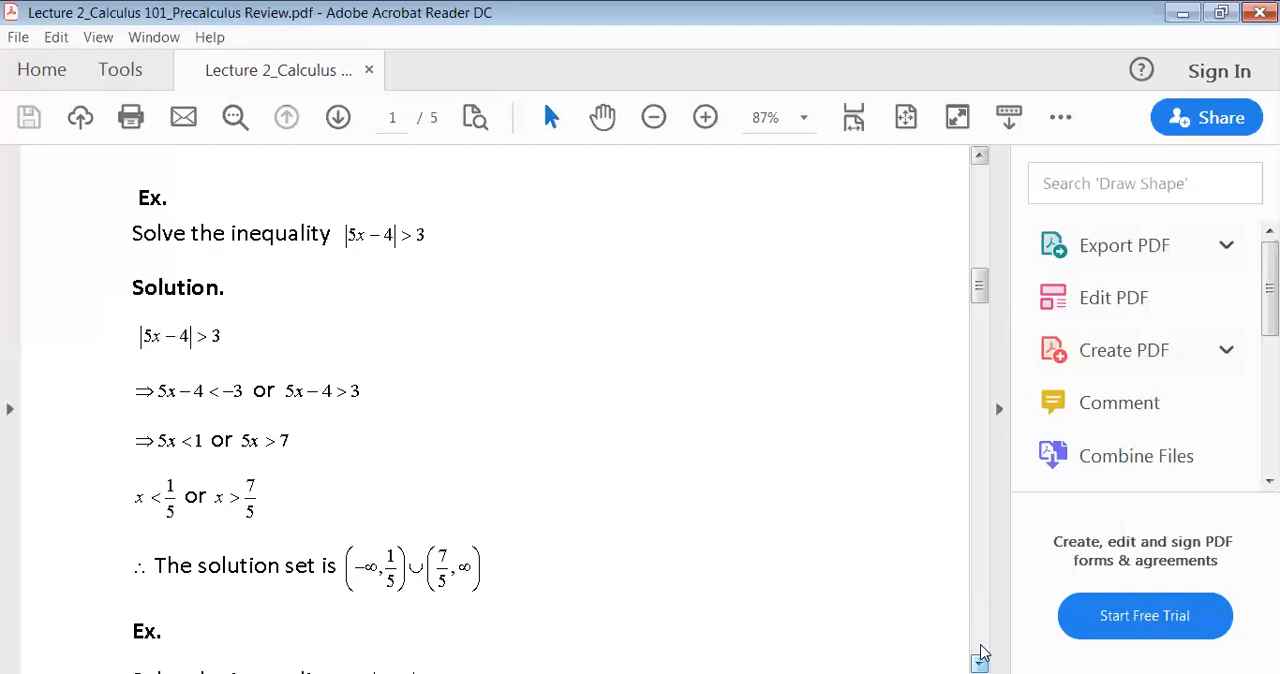 Lecture 2_Calculus 101_Precalculus Review.pdf - Adobe Acrobat Reader DC
File Edit View Window Help
Home Tools Lecture 2_Calculus ... × ? Sign In
1 / 5 87% Share
Ex.
Solve the inequality |5x − 4| > 3
Solution.
|5x − 4| > 3
⇒ 5x − 4 < −3 or 5x − 4 > 3
⇒ 5x < 1 or 5x > 7
x < 1/5 or x > 7/5
∴ The solution set is (−∞, 1/5) ∪ (7/5, ∞)
Ex.
Search 'Draw Shape'
Export PDF
Edit PDF
Create PDF
Comment
Combine Files
Create, edit and sign PDF
forms & agreements
Start Free Trial